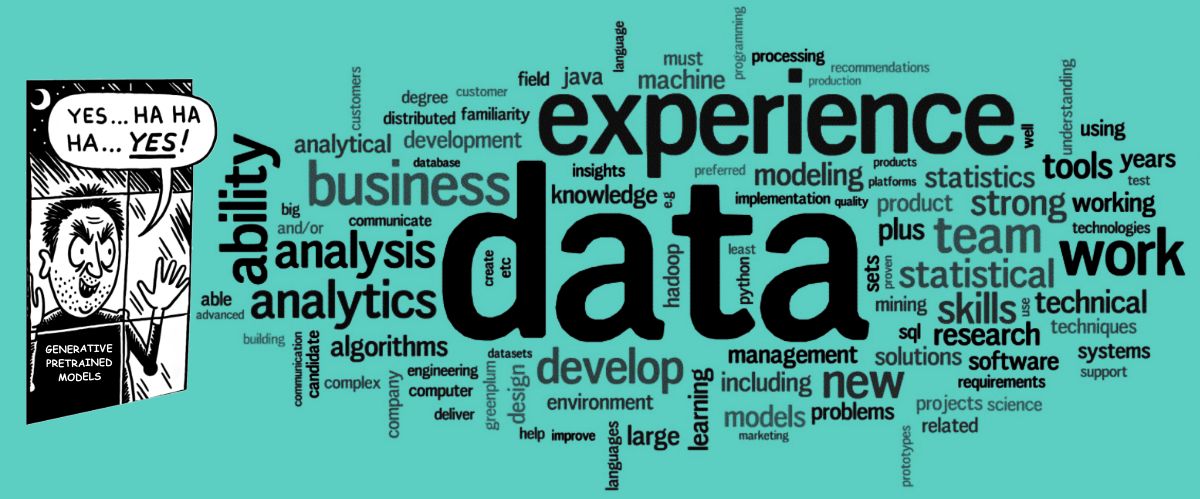 YES... HA HA
HA... YES!
GENERATIVE
PRETRAINED
MODELS
language
programming
must
processing
field
java
machine
recommendations
production
customers
degree
customer
experience
understanding
distributed
familiarity
well
using
ability
analytical
development
database
insights
preferred
modeling
products
platforms
statistics
tools
years
test
business
knowledge
e.g
implementation
quality
product
strong
working
big
and/or
communicate
data
plus
team
technologies
work
analysis
create
etc
hadoop
least
python
sets
proven
statistical
able
advanced
analytics
mining
skills
use
technical
building
communication
candidate
algorithms
datasets
develop
management
sql
research
techniques
solutions
software
systems
support
complex
company
engineering
computer
greenplum
design
learning
including
new
requirements
deliver
environment
models
problems
projects
science
related
help
improve
languages
large
marketing
prototypes